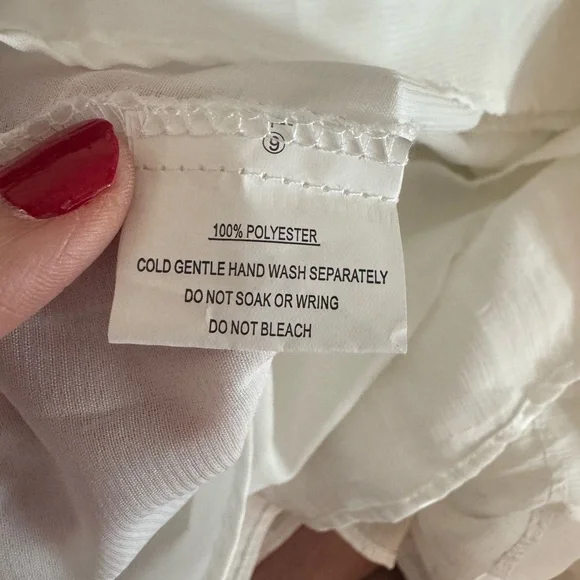 100% POLYESTER
COLD GENTLE HAND WASH SEPARATELY
DO NOT SOAK OR WRING
DO NOT BLEACH